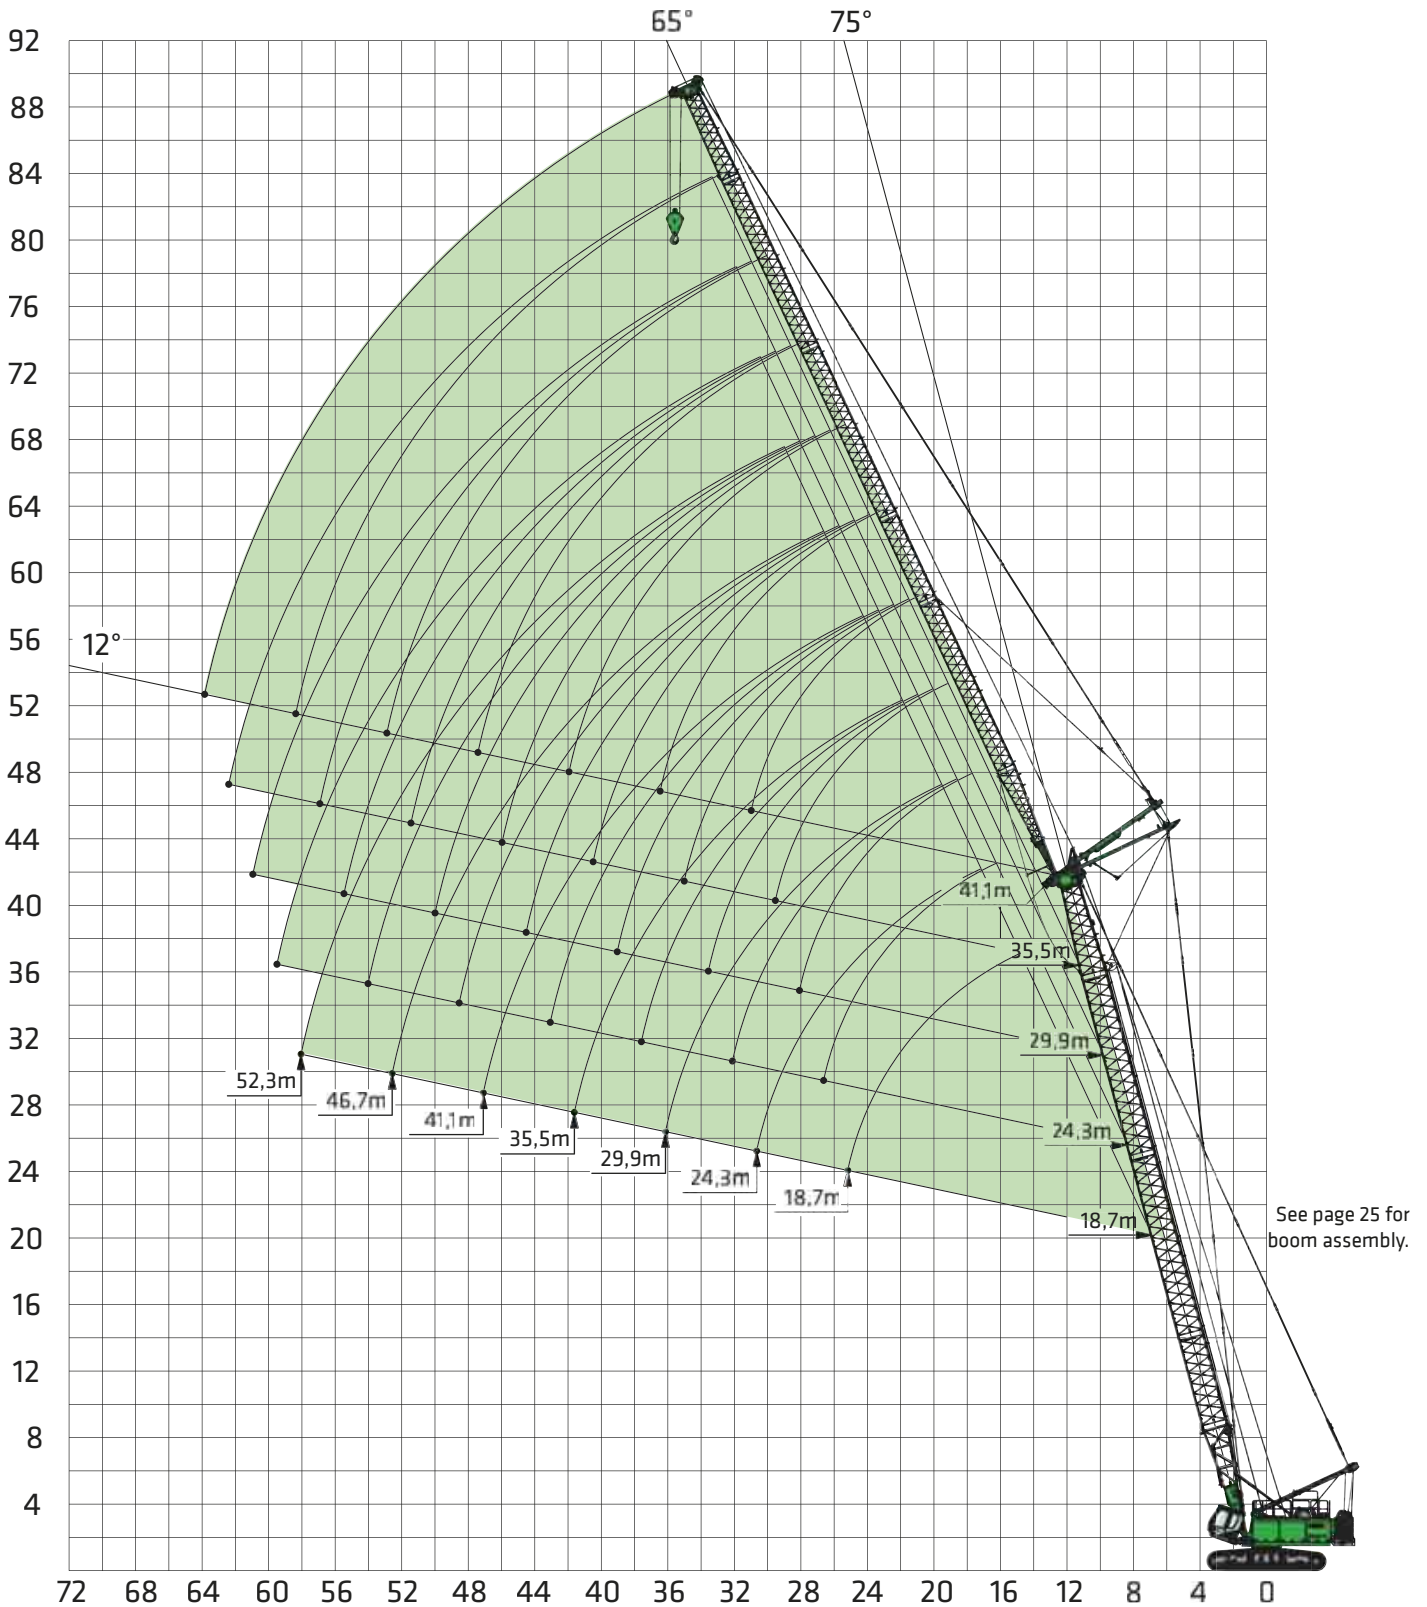 65° 75°
92
88
84
80
76
72
68
64
60
56
12°
52
48
44
41,1m
40
35,5m
36
29,9m
32
52,3m
46,7m
28
41,1m
24,3m
35,5m
29,9m
24
24,3m
18,7m
18,7m
See page 25 for
boom assembly.
20
16
12
8
4
72 68 64 60 56 52 48 44 40 36 32 28 24 20 16 12 8 4 0